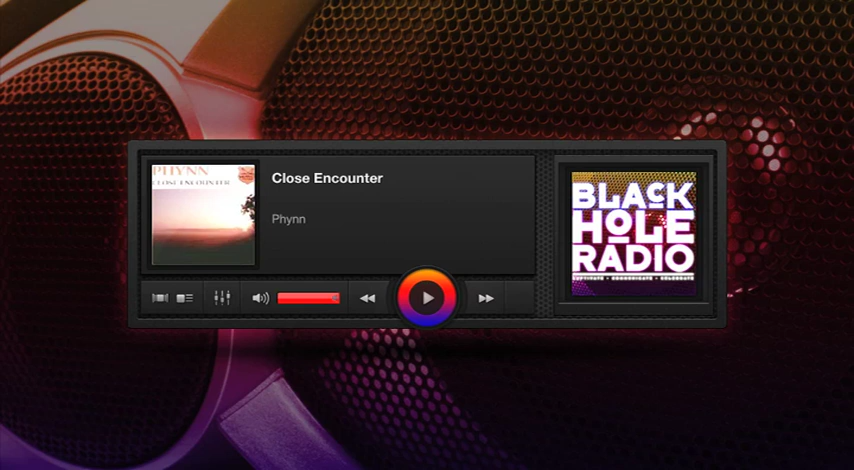 PHYNN
CLOSE ENCOUNTER
Close Encounter
Phynn
BLACK
HOLE
RADIO